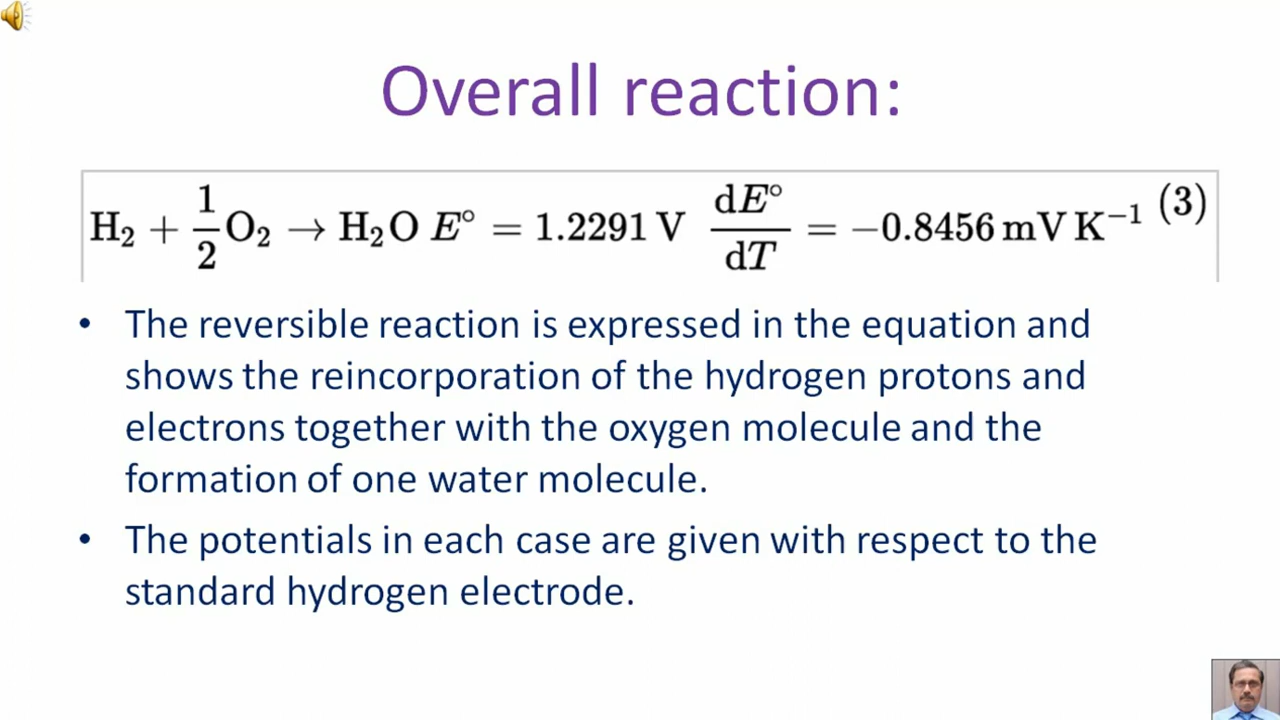 Overall reaction:
H₂ + 1/2 O₂ → H₂O E° = 1.2291 V dE°/dT = −0.8456 mV K⁻¹ (3)
• The reversible reaction is expressed in the equation and
shows the reincorporation of the hydrogen protons and
electrons together with the oxygen molecule and the
formation of one water molecule.
• The potentials in each case are given with respect to the
standard hydrogen electrode.